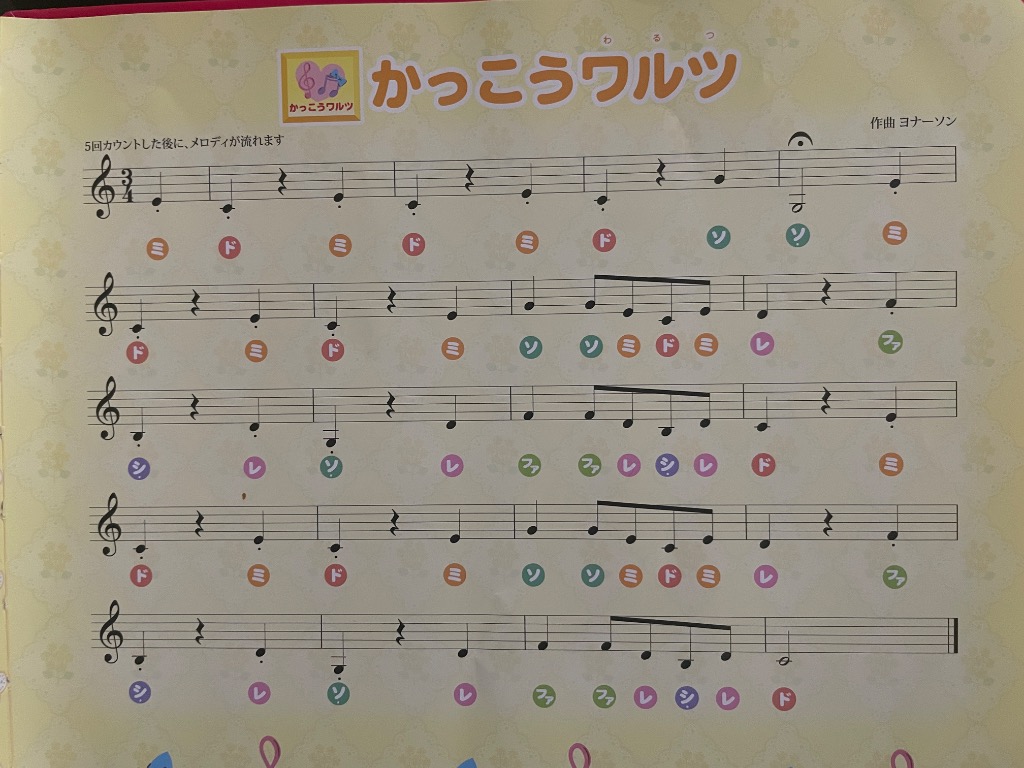 わるつ
かっこうワルツ
かっこうワルツ
作曲 ヨナーソン
5回カウントした後に、メロディが流れます
3
4
ミ ド ミ ド ミ ド ソ ソ ミ
ド ミ ド ミ ソ ソ ミ ド ミ レ ファ
シ レ ソ レ ファ ファ レ シ レ ド ミ
ド ミ ド ミ ソ ソ ミ ド ミ レ ファ
シ レ ソ レ ファ ファ レ シ レ ド